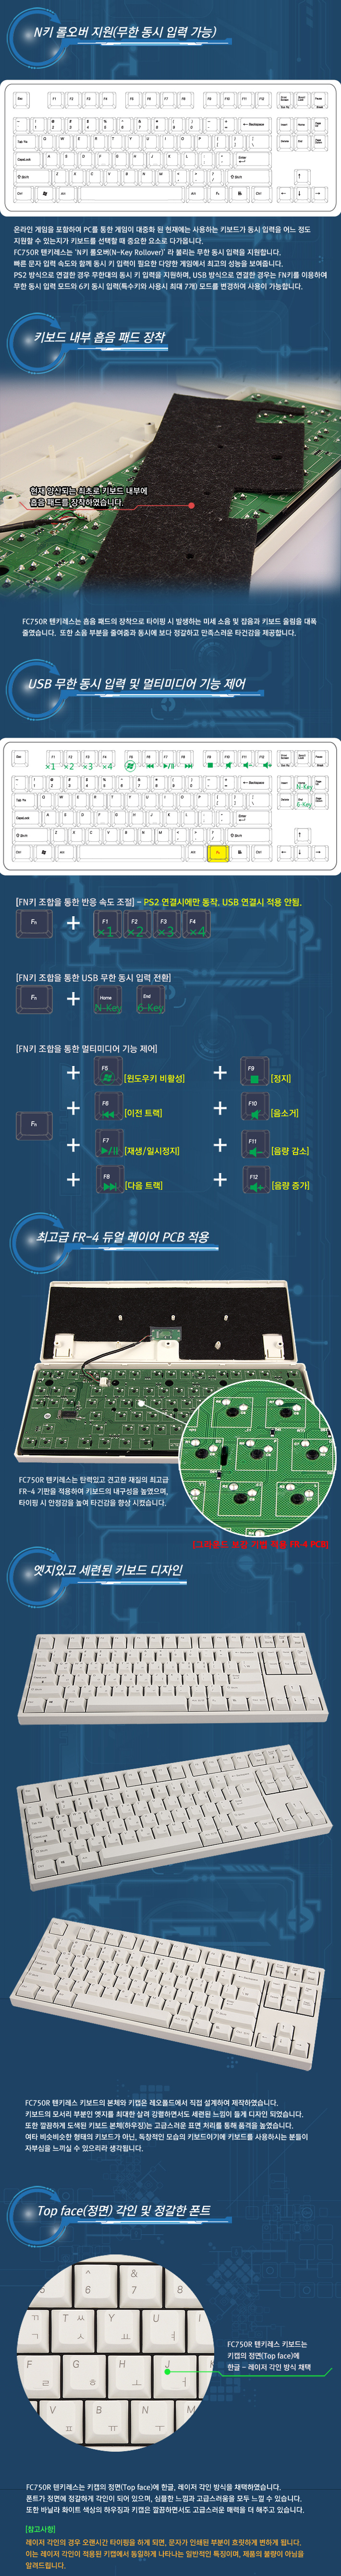 N키 롤오버 지원(무한 동시 입력 가능)
온라인 게임을 포함하여 PC를 통한 게임이 대중화 된 현재에는 사용하는 키보드가 동시 입력을 어느 정도
지원할 수 있는지가 키보드를 선택할 때 중요한 요소로 다가옵니다.
FC750R 텐키레스는 'N키 롤오버(N-Key Rollover)' 라 불리는 무한 동시 입력을 지원합니다.
빠른 문자 입력 속도와 함께 동시 키 입력이 필요한 다양한 게임에서 최고의 성능을 보여줍니다.
PS2 방식으로 연결한 경우 무한대의 동시 키 입력을 지원하며, USB 방식으로 연결한 경우는 FN키를 이용하여
무한 동시 입력 모드와 6키 동시 입력(특수키와 사용시 최대 7개) 모드를 변경하여 사용이 가능합니다.
키보드 내부 흡음 패드 장착
현재 양산되는 최초로 키보드 내부에
흡음 패드를 장착하였습니다.
FC750R 텐키레스는 흡음 패드의 장착으로 타이핑 시 발생하는 미세 소음 및 잡음과 키보드 울림을 대폭
줄였습니다. 또한 소음 부분을 줄여줌과 동시에 보다 정갈하고 만족스러운 타건감을 제공합니다.
USB 무한 동시 입력 및 멀티미디어 기능 제어
×1 ×2 ×3 ×4
N-Key
6-Key
[FN키 조합을 통한 반응 속도 조절] - PS2 연결시에만 동작. USB 연결시 적용 안됨.
Fn + F1 ×1 F2 ×2 F3 ×3 F4 ×4
[FN키 조합을 통한 USB 무한 동시 입력 전환]
Fn + Home N-Key End 6-Key
[FN키 조합을 통한 멀티미디어 기능 제어]
Fn
+ F5 [윈도우키 비활성] + F9 [정지]
+ F6 [이전 트랙] + F10 [음소거]
+ F7 [재생/일시정지] + F11 [음량 감소]
+ F8 [다음 트랙] + F12 [음량 증가]
최고급 FR-4 듀얼 레이어 PCB 적용
FC750R 텐키레스는 탄력있고 견고한 재질의 최고급
FR-4 기판을 적용하여 키보드의 내구성을 높였으며,
타이핑 시 안정감을 높여 타건감을 향상 시켰습니다.
엣지있고 세련된 키보드 디자인
FC750R 텐키레스 키보드의 본체와 키캡은 레오폴드에서 직접 설계하여 제작하였습니다.
키보드의 모서리 부분인 엣지를 최대한 살려 강렬하면서도 세련된 느낌이 들게 디자인 되었습니다.
또한 깔끔하게 도색된 키보드 본체(하우징)는 고급스러운 표면 처리를 통해 품격을 높였습니다.
여타 비슷비슷한 형태의 키보드가 아닌, 독창적인 모습의 키보드이기에 키보드를 사용하시는 분들이
자부심을 느끼실 수 있으리라 생각됩니다.
Top face(정면) 각인 및 정갈한 폰트
FC750R 텐키레스 키보드는
키캡의 정면(Top face)에
한글 - 레이저 각인 방식 채택
FC750R 텐키레스는 키캡의 정면(Top face)에 한글, 레이저 각인 방식을 채택하였습니다.
폰트가 정면에 정갈하게 각인이 되어 있으며, 심플한 느낌과 고급스러움을 모두 느낄 수 있습니다.
또한 바닐라 화이트 색상의 하우징과 키캡은 깔끔하면서도 고급스러운 매력을 더 해주고 있습니다.
[참고사항]
레이저 각인의 경우 오랜시간 타이핑을 하게 되면, 문자가 인쇄된 부분이 흐릿하게 변하게 됩니다.
이는 레이저 각인이 적용된 키캡에서 동일하게 나타나는 일반적인 특징이며, 제품의 불량이 아님을
알려드립니다.